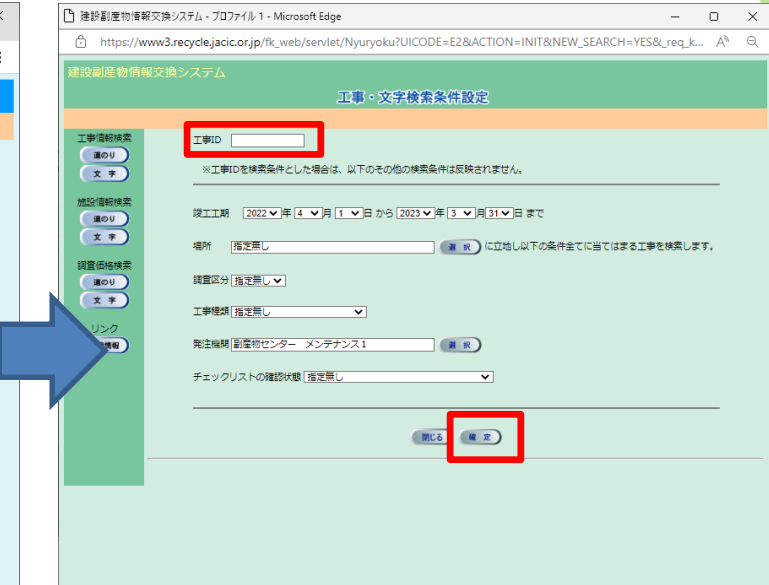 建設副産物情報交換システム - プロファイル 1 - Microsoft Edge
https://www3.recycle.jacic.or.jp/fk_web/servlet/Nyuryoku?UICODE=E2&ACTION=INIT&NEW_SEARCH=YES&_req_k...
建設副産物情報交換システム
工事・文字検索条件設定
工事情報検索
道のり
文 字
施設情報検索
道のり
文 字
調査価格検索
道のり
文 字
リンク
情報
工事ID
※工事IDを検索条件とした場合は、以下のその他の検索条件は反映されません。
竣工工期 2022 年 4 月 1 日 から 2023 年 3 月 31 日 まで
場所 指定無し 選 択 に立地し以下の条件全てに当てはまる工事を検索します。
調査区分 指定無し
工事種類 指定無し
発注機関 副産物センター メンテナンス1 選 択
チェックリストの確認状態 指定無し
閉じる 確 定